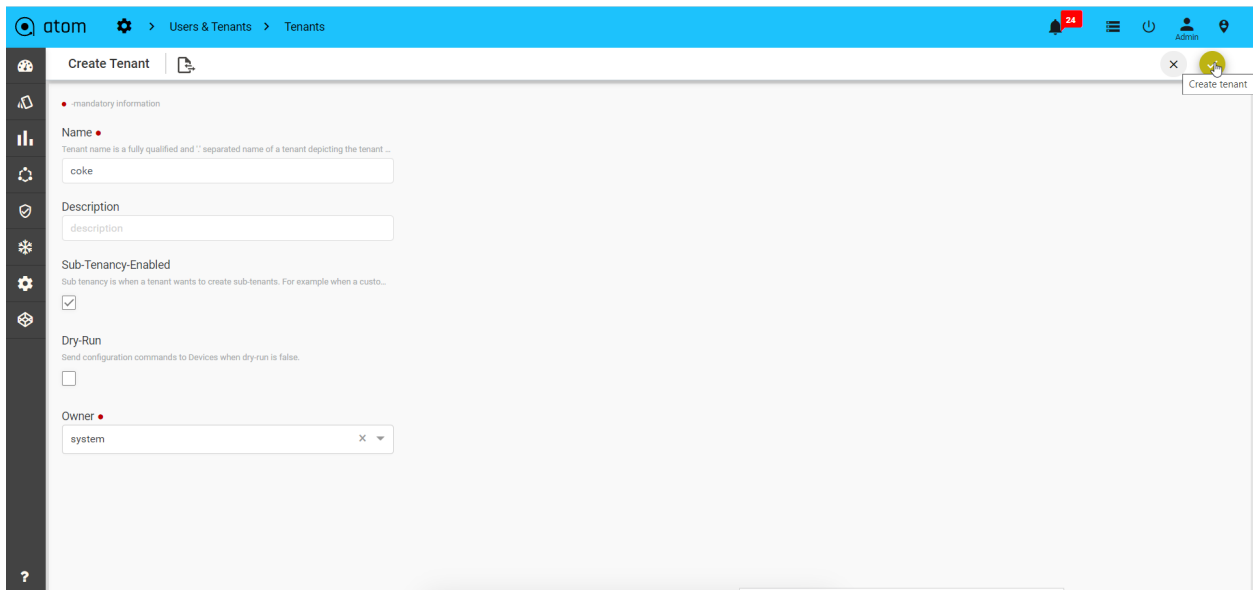 atom > Users & Tenants > Tenants 24 Admin
Create Tenant
Create tenant
-mandatory information
Name
Tenant name is a fully qualified and '.' separated name of a tenant depicting the tenant ...
coke
Description
description
Sub-Tenancy-Enabled
Sub tenancy is when a tenant wants to create sub-tenants. For example when a custo...
Dry-Run
Send configuration commands to Devices when dry-run is false.
Owner
system
?